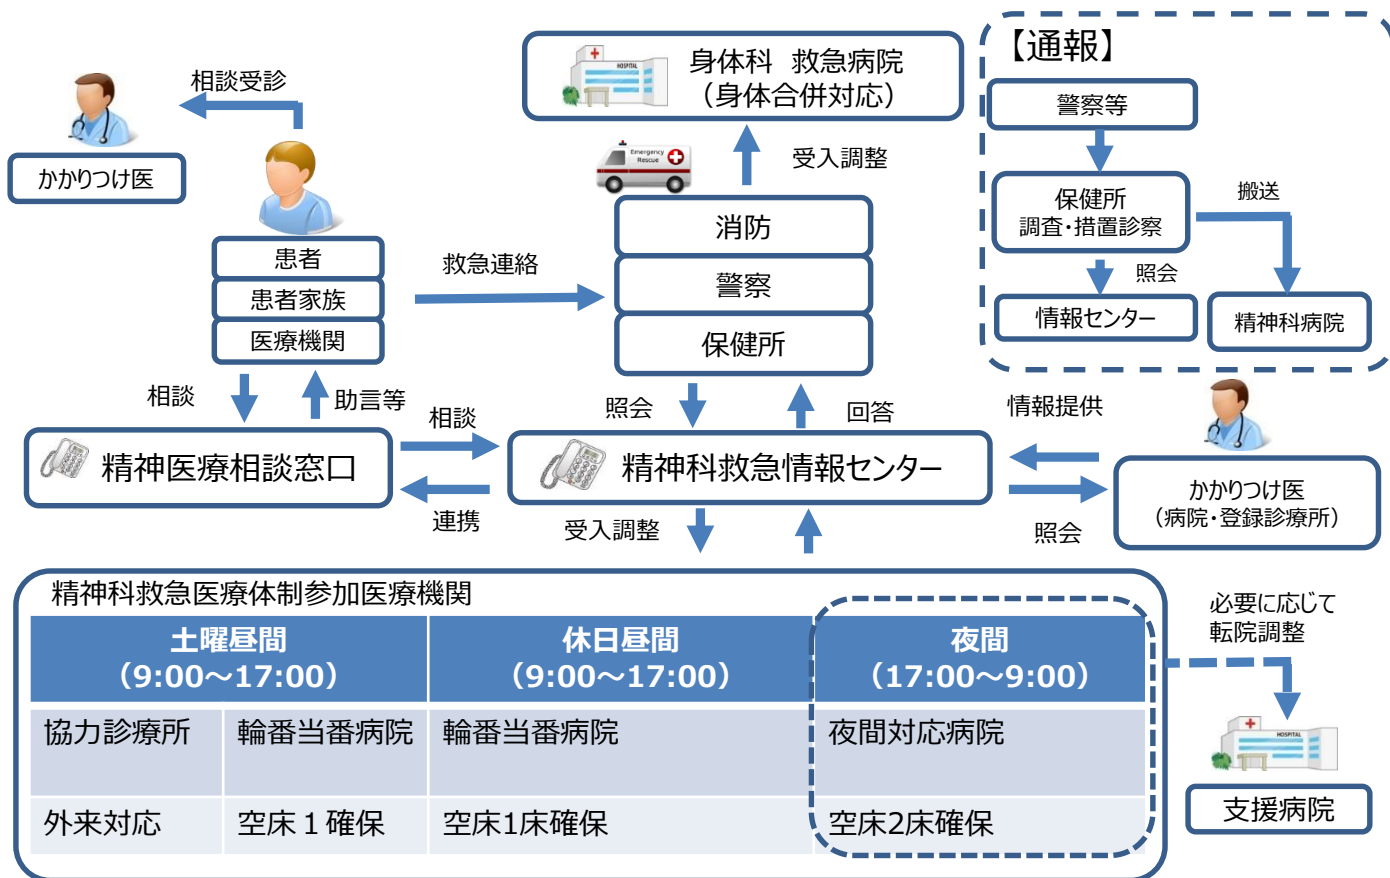 相談受診
かかりつけ医
患者
患者家族
医療機関
救急連絡
HOSPITAL
身体科 救急病院
（身体合併対応）
Emergency
Rescue
受入調整
消防
警察
保健所
【通報】
警察等
保健所
調査・措置診察
搬送
照会
情報センター
精神科病院
相談
助言等
相談
照会
回答
情報提供
精神医療相談窓口
精神科救急情報センター
かかりつけ医
（病院・登録診療所）
連携
受入調整
照会
精神科救急医療体制参加医療機関
土曜昼間
（9:00～17:00）
休日昼間
（9:00～17:00）
夜間
（17:00～9:00）
協力診療所
輪番当番病院
輪番当番病院
夜間対応病院
外来対応
空床１確保
空床1床確保
空床2床確保
必要に応じて
転院調整
HOSPITAL
支援病院